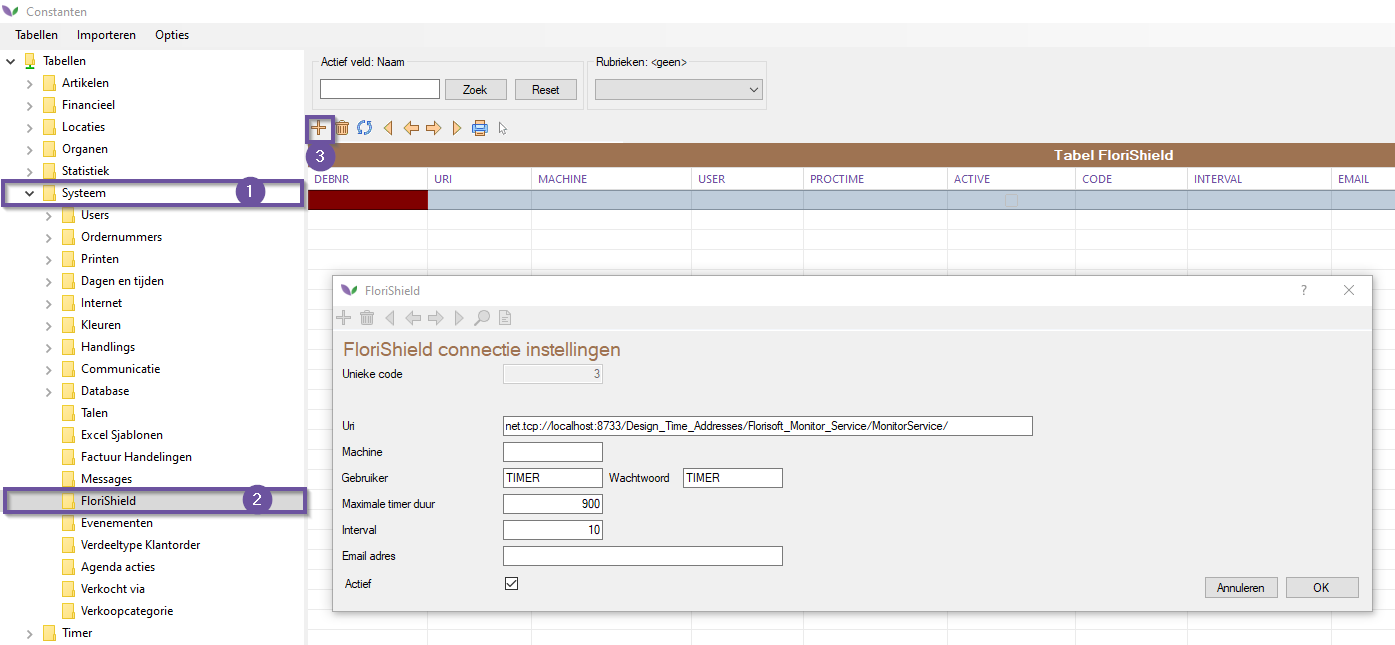 Constanten
Tabellen Importeren Opties
Tabellen
Artikelen
Financieel
Locaties
Organen
Statistiek
Systeem 1
Users
Ordernummers
Printen
Dagen en tijden
Internet
Kleuren
Handlings
Communicatie
Database
Talen
Excel Sjablonen
Factuur Handelingen
Messages
FloriShield 2
Evenementen
Verdeeltype Klantorder
Agenda acties
Verkocht via
Verkoopcategorie
Timer
Actief veld: Naam
Zoek Reset
Rubrieken: <geen>
3
Tabel FloriShield
DEBNR URI MACHINE USER PROCTIME ACTIVE CODE INTERVAL EMAIL
FloriShield ?
FloriShield connectie instellingen
Unieke code 3
Uri net.tcp://localhost:8733/Design_Time_Addresses/Florisoft_Monitor_Service/MonitorService/
Machine
Gebruiker TIMER Wachtwoord TIMER
Maximale timer duur 900
Interval 10
Email adres
Actief
Annuleren OK